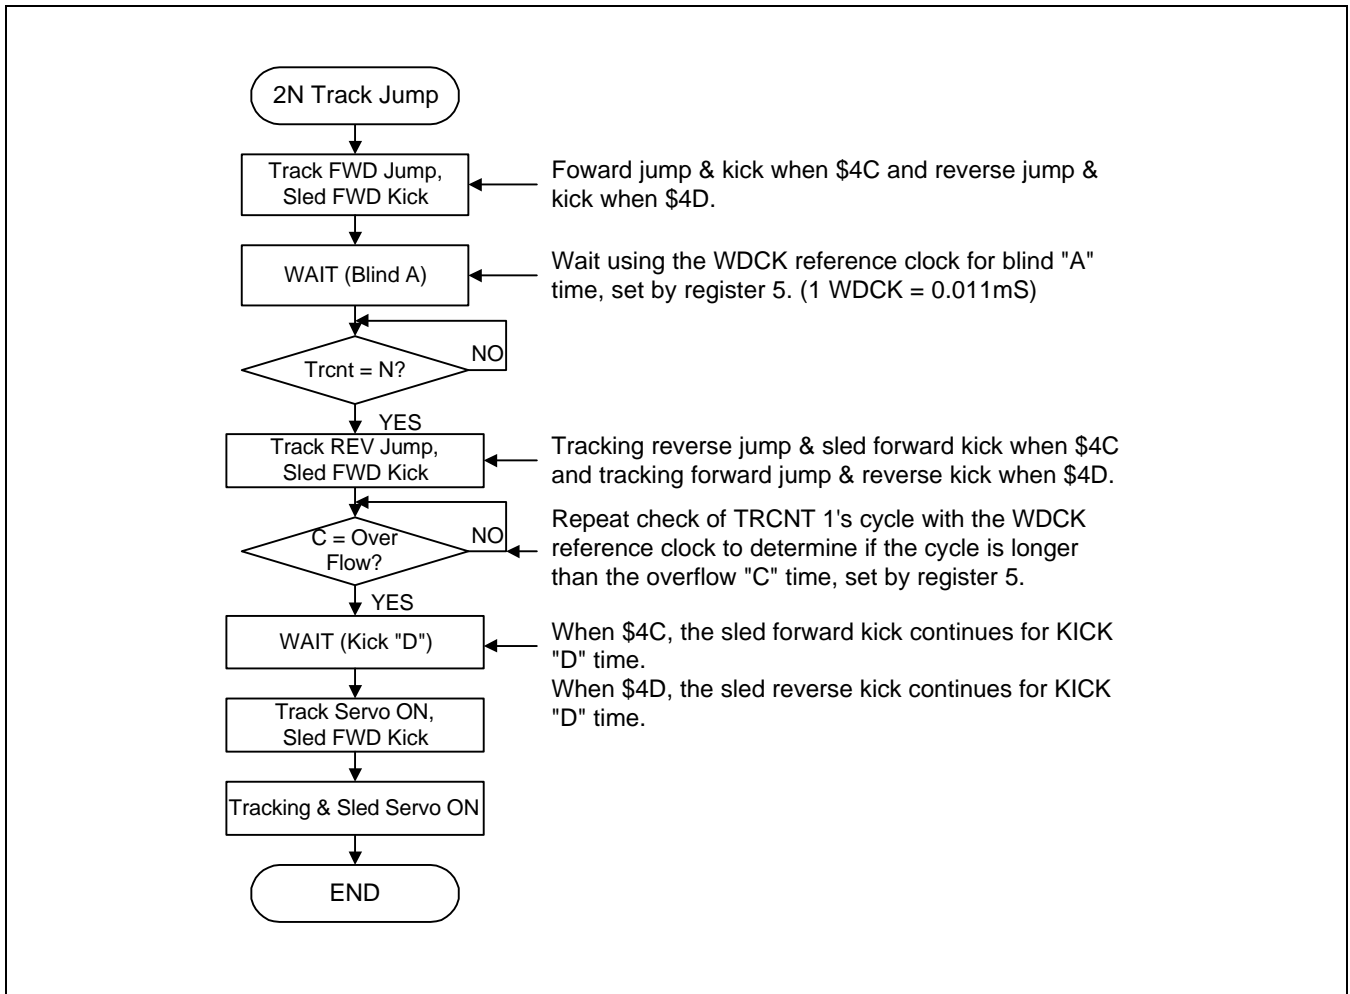 2N Track Jump
Track FWD Jump,
Sled FWD Kick
Foward jump & kick when $4C and reverse jump &
kick when $4D.
WAIT (Blind A)
Wait using the WDCK reference clock for blind "A"
time, set by register 5. (1 WDCK = 0.011mS)
NO
Trcnt = N?
YES
Track REV Jump,
Sled FWD Kick
Tracking reverse jump & sled forward kick when $4C
and tracking forward jump & reverse kick when $4D.
NO
C = Over
Flow?
Repeat check of TRCNT 1's cycle with the WDCK
reference clock to determine if the cycle is longer
than the overflow "C" time, set by register 5.
YES
WAIT (Kick "D")
When $4C, the sled forward kick continues for KICK
"D" time.
When $4D, the sled reverse kick continues for KICK
"D" time.
Track Servo ON,
Sled FWD Kick
Tracking & Sled Servo ON
END